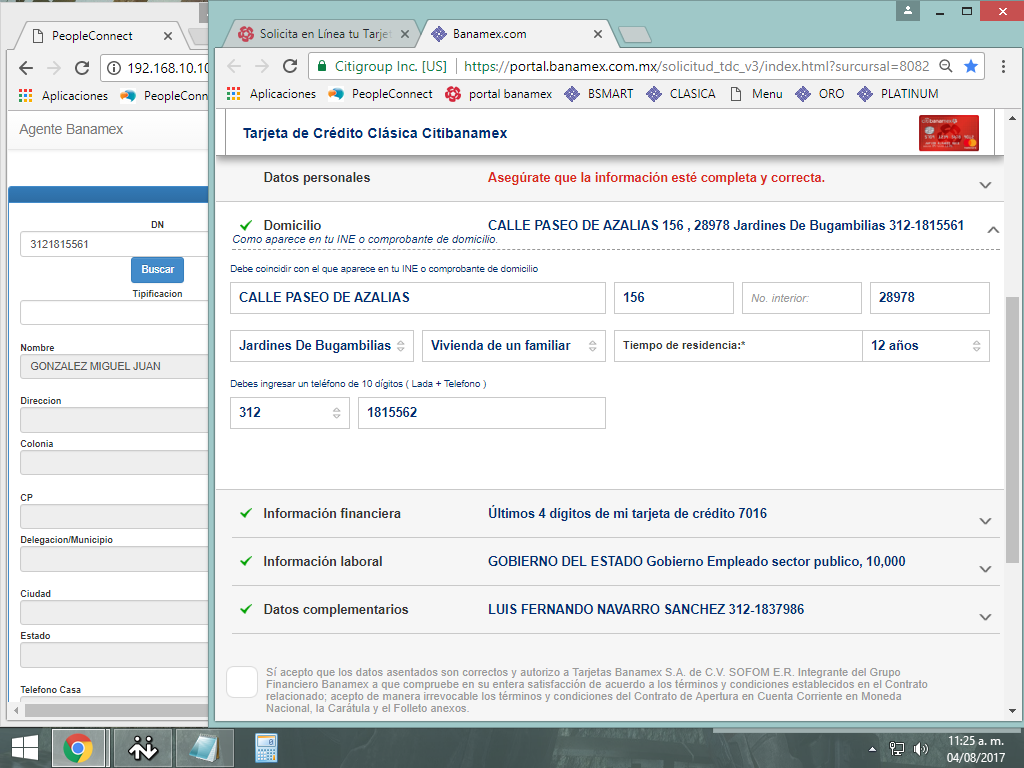 PeopleConnect
192.168.10.10
Aplicaciones
PeopleConn
Agente Banamex
DN
3121815561
Buscar
Tipificacion
Nombre
GONZALEZ MIGUEL JUAN
Direccion
Colonia
CP
Delegacion/Municipio
Ciudad
Estado
Telefono Casa
Solicita en Línea tu Tarje
Banamex.com
Citigroup Inc. [US]
https://portal.banamex.com.mx/solicitud_tdc_v3/index.html?surcursal=8082
Aplicaciones PeopleConnect portal banamex BSMART CLASICA Menu ORO PLATINUM
Tarjeta de Crédito Clásica Citibanamex
Datos personales Asegúrate que la información esté completa y correcta.
Domicilio CALLE PASEO DE AZALIAS 156 , 28978 Jardines De Bugambilias 312-1815561
Como aparece en tu INE o comprobante de domicilio.
Debe coincidir con el que aparece en tu INE o comprobante de domicilio
CALLE PASEO DE AZALIAS 156 No. interior: 28978
Jardines De Bugambilias Vivienda de un familiar Tiempo de residencia:* 12 años
Debes ingresar un teléfono de 10 dígitos ( Lada + Telefono )
312 1815562
Información financiera Últimos 4 dígitos de mi tarjeta de crédito 7016
Información laboral GOBIERNO DEL ESTADO Gobierno Empleado sector publico, 10,000
Datos complementarios LUIS FERNANDO NAVARRO SANCHEZ 312-1837986
Sí acepto que los datos asentados son correctos y autorizo a Tarjetas Banamex S.A. de C.V. SOFOM E.R. Integrante del Grupo
Financiero Banamex a que compruebe en su entera satisfacción de acuerdo a los términos y condiciones establecidos en el Contrato
relacionado; acepto de manera irrevocable los términos y condiciones del Contrato de Apertura en Cuenta Corriente en Moneda
Nacional, la Carátula y el Folleto anexos.
11:25 a. m.
04/08/2017